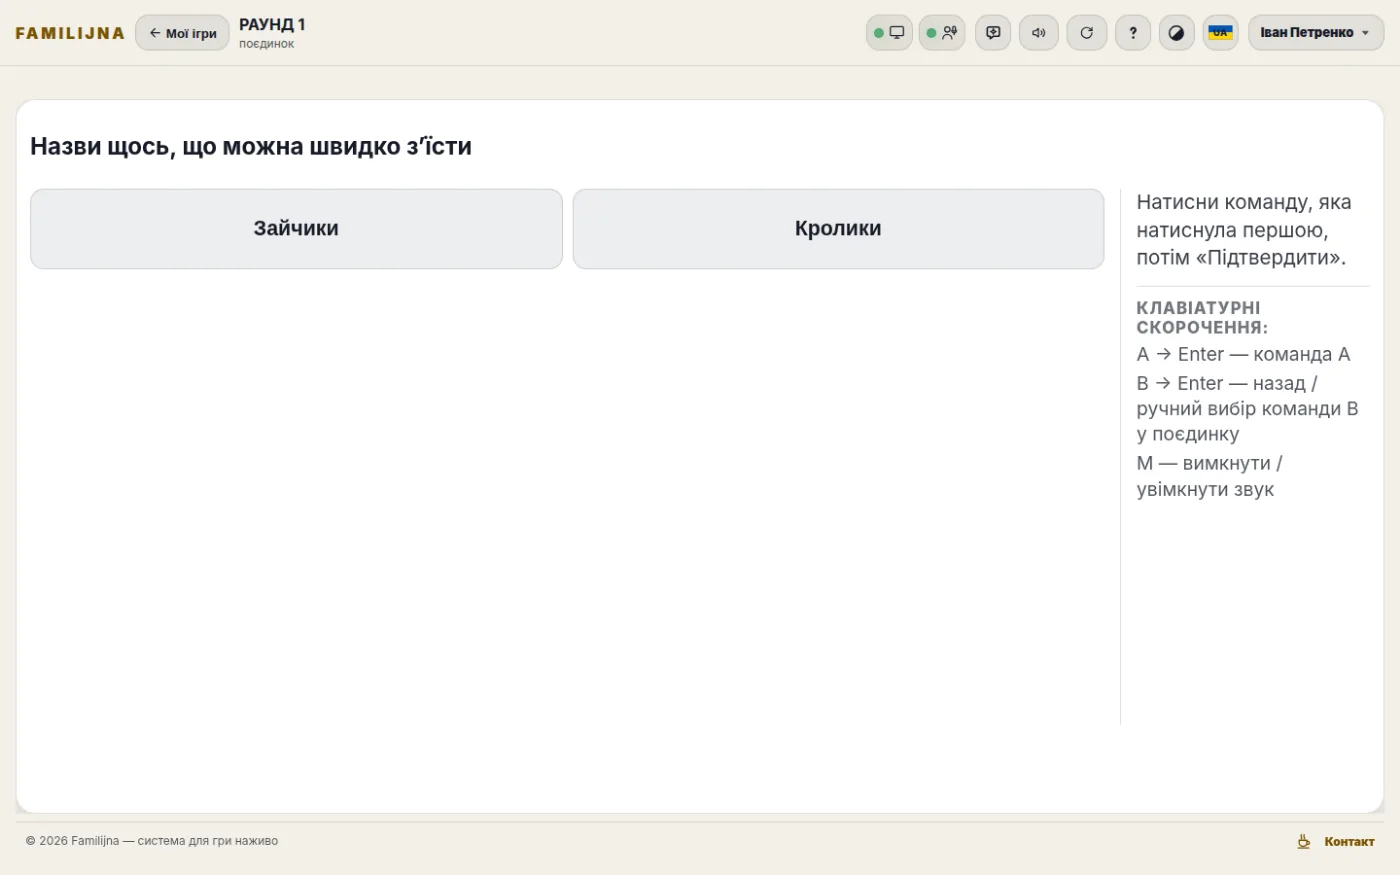 FAMILIJNA
← Мої ігри
РАУНД 1
поєдинок
?
UA
Іван Петренко
Назви щось, що можна швидко з’їсти
Зайчики
Кролики
Натисни команду, яка
натиснула першою,
потім «Підтвердити».
КЛАВІАТУРНІ
СКОРОЧЕННЯ:
A → Enter — команда A
B → Enter — назад /
ручний вибір команди B
у поєдинку
M — вимкнути /
увімкнути звук
© 2026 Familijna — система для гри наживо
Контакт